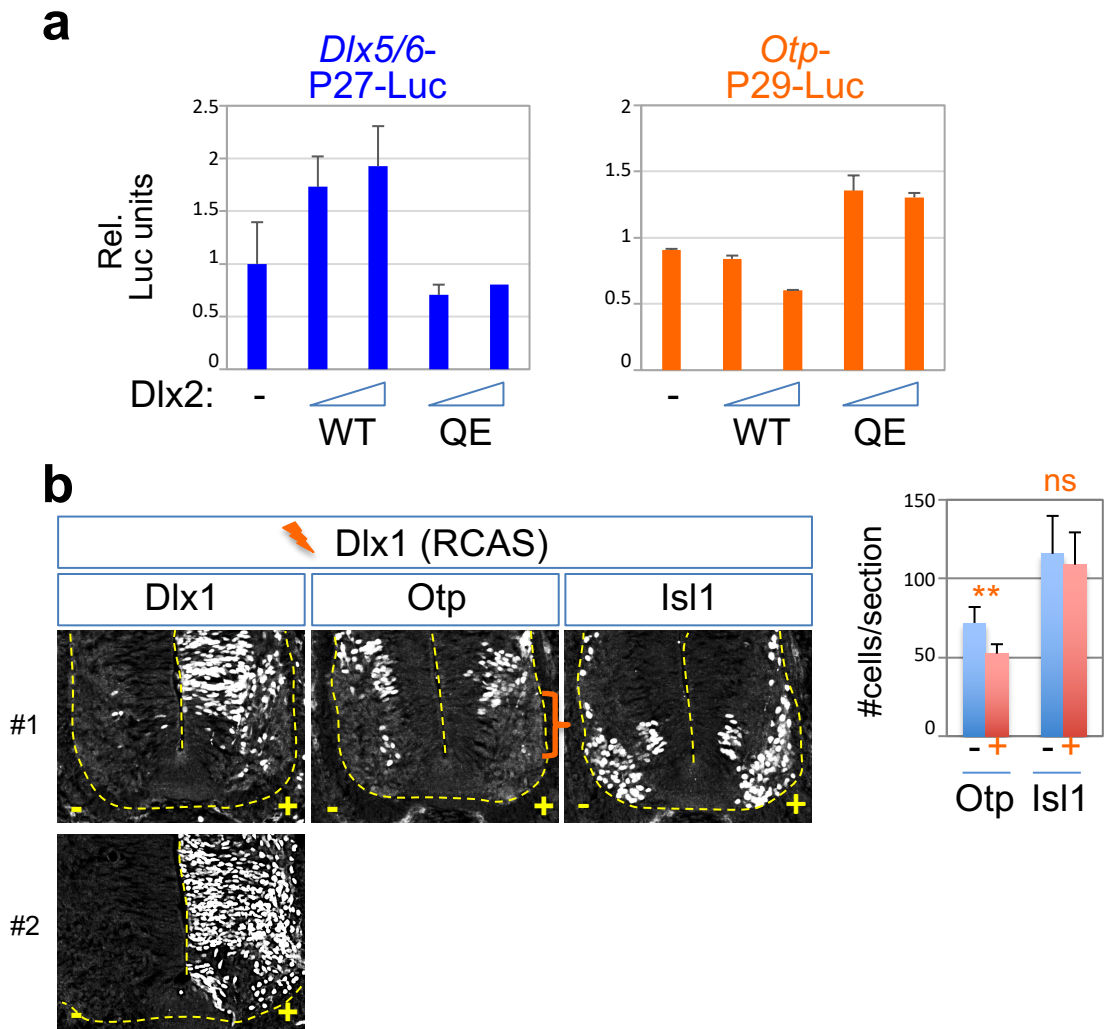 a
Dlx5/6-
P27-Luc
Otp-
P29-Luc
Rel.
Luc units
2.5
2
1.5
1
0.5
0
2
1.5
1
0.5
0
Dlx2: - WT QE
- WT QE
b
Dlx1 (RCAS)
Dlx1 Otp Isl1
#1
- +
- +
- +
#2
- +
ns
**
#cells/section
150
100
50
0
- + - +
Otp Isl1